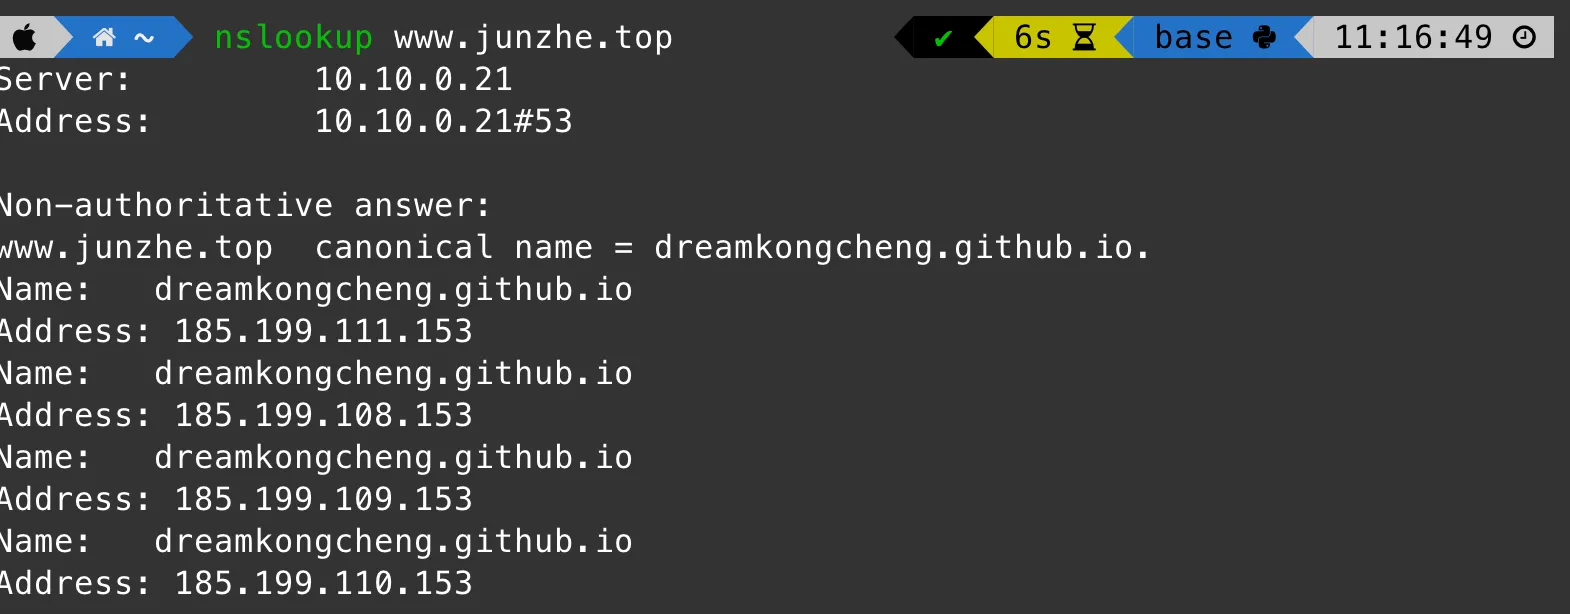 ~ nslookup www.junzhe.top ✔ 6s base 11:16:49
Server: 10.10.0.21
Address: 10.10.0.21#53
Non-authoritative answer:
www.junzhe.top canonical name = dreamkongcheng.github.io.
Name: dreamkongcheng.github.io
Address: 185.199.111.153
Name: dreamkongcheng.github.io
Address: 185.199.108.153
Name: dreamkongcheng.github.io
Address: 185.199.109.153
Name: dreamkongcheng.github.io
Address: 185.199.110.153